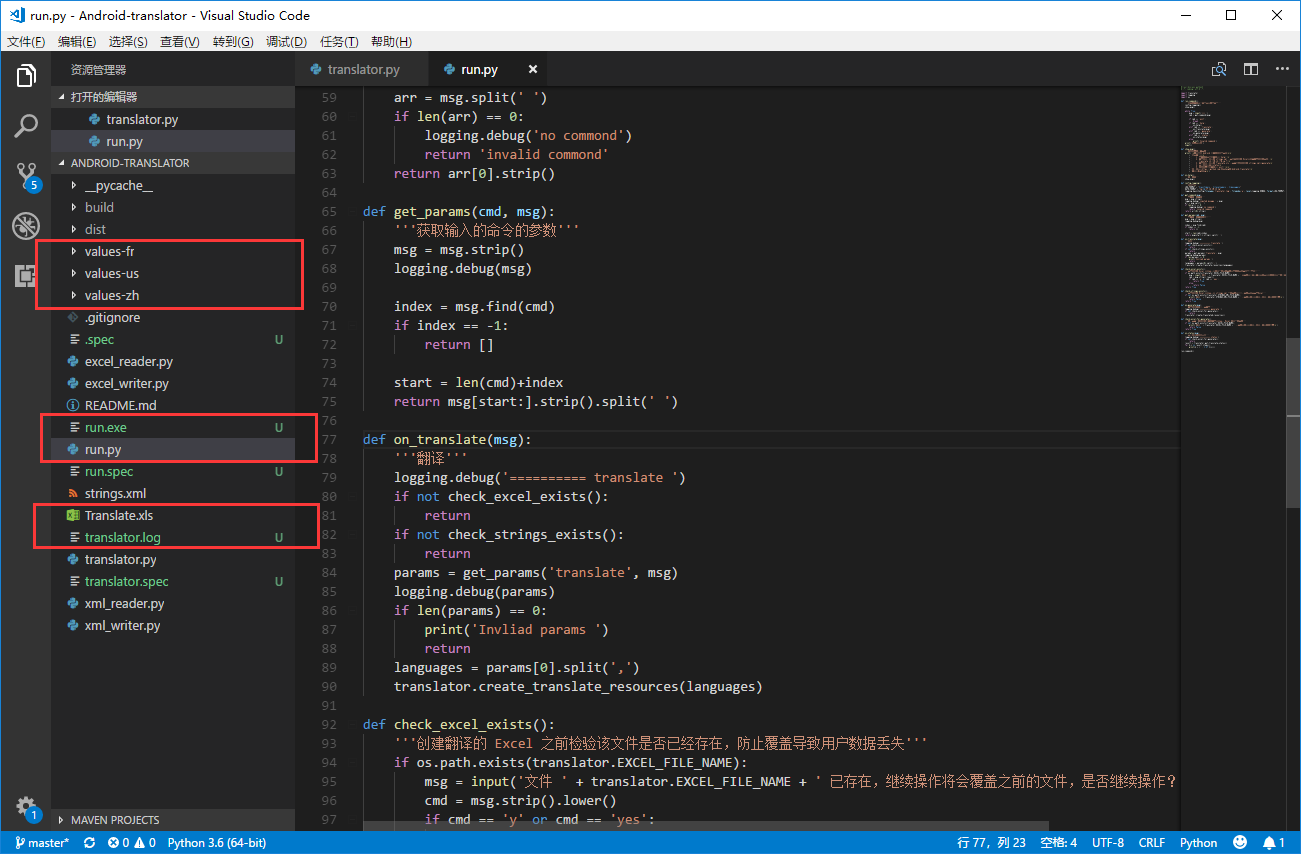 run.py - Android-translator - Visual Studio Code
文件(F) 编辑(E) 选择(S) 查看(V) 转到(G) 调试(D) 任务(T) 帮助(H)
资源管理器
打开的编辑器
translator.py
run.py
ANDROID-TRANSLATOR
__pycache__
build
dist
values-fr
values-us
values-zh
.gitignore
.spec U
excel_reader.py
excel_writer.py
README.md
run.exe U
run.py
run.spec U
strings.xml
Translate.xls
translator.log U
translator.py
translator.spec U
xml_reader.py
xml_writer.py
MAVEN PROJECTS
5
1
translator.py run.py
59 arr = msg.split(' ')
60 if len(arr) == 0:
61 logging.debug('no commond')
62 return 'invalid commond'
63 return arr[0].strip()
64
65 def get_params(cmd, msg):
66 '''获取输入的命令的参数'''
67 msg = msg.strip()
68 logging.debug(msg)
69
70 index = msg.find(cmd)
71 if index == -1:
72 return []
73
74 start = len(cmd)+index
75 return msg[start:].strip().split(' ')
76
77 def on_translate(msg):
78 '''翻译'''
79 logging.debug('========== translate ')
80 if not check_excel_exists():
81 return
82 if not check_strings_exists():
83 return
84 params = get_params('translate', msg)
85 logging.debug(params)
86 if len(params) == 0:
87 print('Invliad params ')
88 return
89 languages = params[0].split(',')
90 translator.create_translate_resources(languages)
91
92 def check_excel_exists():
93 '''创建翻译的 Excel 之前检验该文件是否已经存在，防止覆盖导致用户数据丢失'''
94 if os.path.exists(translator.EXCEL_FILE_NAME):
95 msg = input('文件 ' + translator.EXCEL_FILE_NAME + ' 已存在，继续操作将会覆盖之前的文件，是否继续操作？
96 cmd = msg.strip().lower()
97 if cmd == 'y' or cmd == 'yes':
master* 0 0 Python 3.6 (64-bit) 行 77，列 23 空格: 4 UTF-8 CRLF Python 1